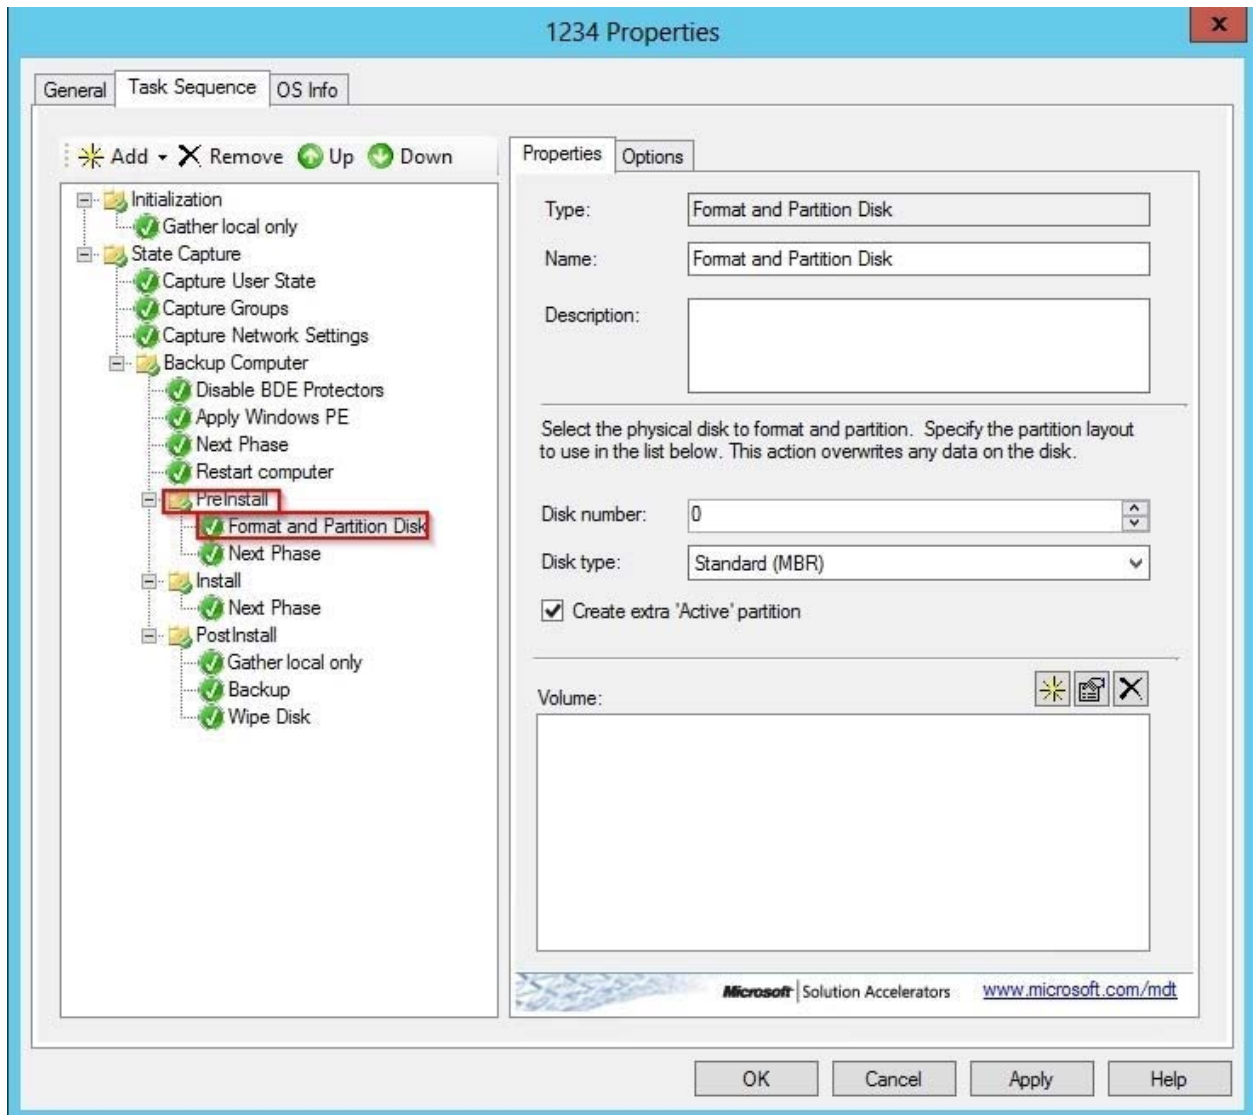 1234 Properties
x
General Task Sequence OS Info
Add Remove Up Down
Initialization
Gather local only
State Capture
Capture User State
Capture Groups
Capture Network Settings
Backup Computer
Disable BDE Protectors
Apply Windows PE
Next Phase
Restart computer
PreInstall
Format and Partition Disk
Next Phase
Install
Next Phase
PostInstall
Gather local only
Backup
Wipe Disk
Properties Options
Type: Format and Partition Disk
Name: Format and Partition Disk
Description:
Select the physical disk to format and partition. Specify the partition layout
to use in the list below. This action overwrites any data on the disk.
Disk number: 0
Disk type: Standard (MBR)
Create extra 'Active' partition
Volume:
Microsoft Solution Accelerators www.microsoft.com/mdt
OK Cancel Apply Help